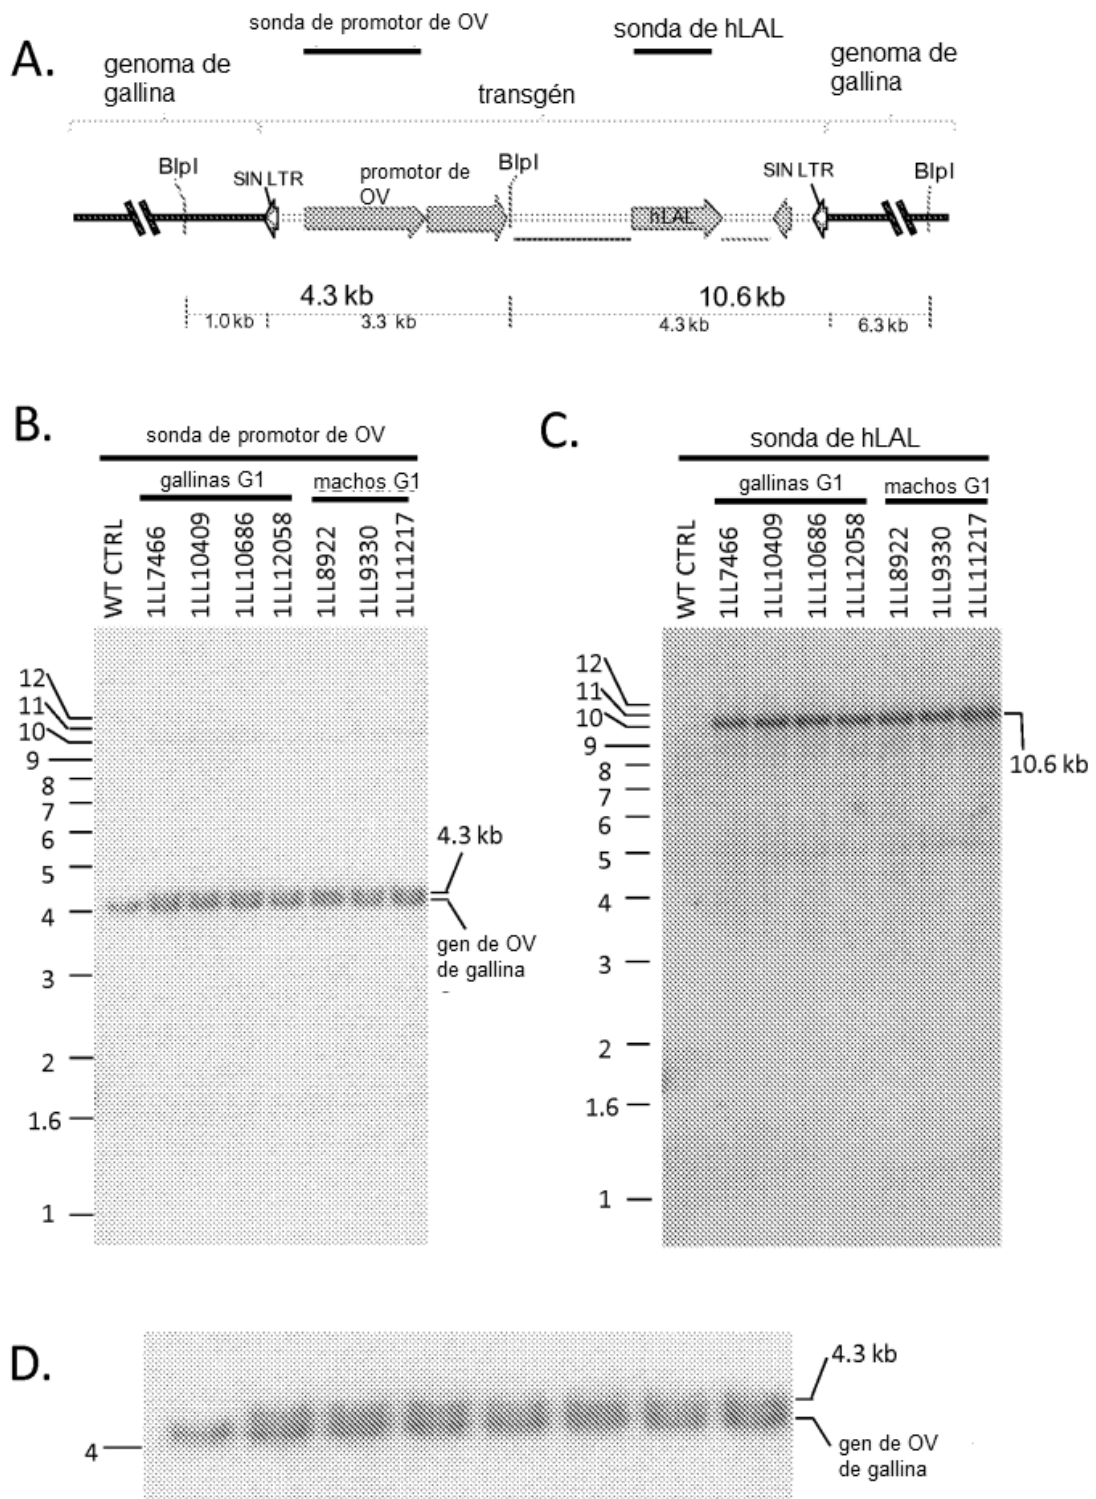 A.
sonda de promotor de OV
sonda de hLAL
genoma de
gallina
transgén
genoma de
gallina
BlpI
SIN LTR
promotor de
OV
BlpI
hLAL
SIN LTR
BlpI
4.3 kb
10.6 kb
1.0 kb
3.3 kb
4.3 kb
6.3 kb
B.
sonda de promotor de OV
gallinas G1
machos G1
WT CTRL
1LL7466
1LL10409
1LL10686
1LL12058
1LL8922
1LL9330
1LL11217
12
11
10
9
8
7
6
5
4
3
2
1.6
1
4.3 kb
gen de OV
de gallina
C.
sonda de hLAL
gallinas G1
machos G1
WT CTRL
1LL7466
1LL10409
1LL10686
1LL12058
1LL8922
1LL9330
1LL11217
12
11
10
9
8
7
6
5
4
3
2
1.6
1
10.6 kb
D.
4
4.3 kb
gen de OV
de gallina